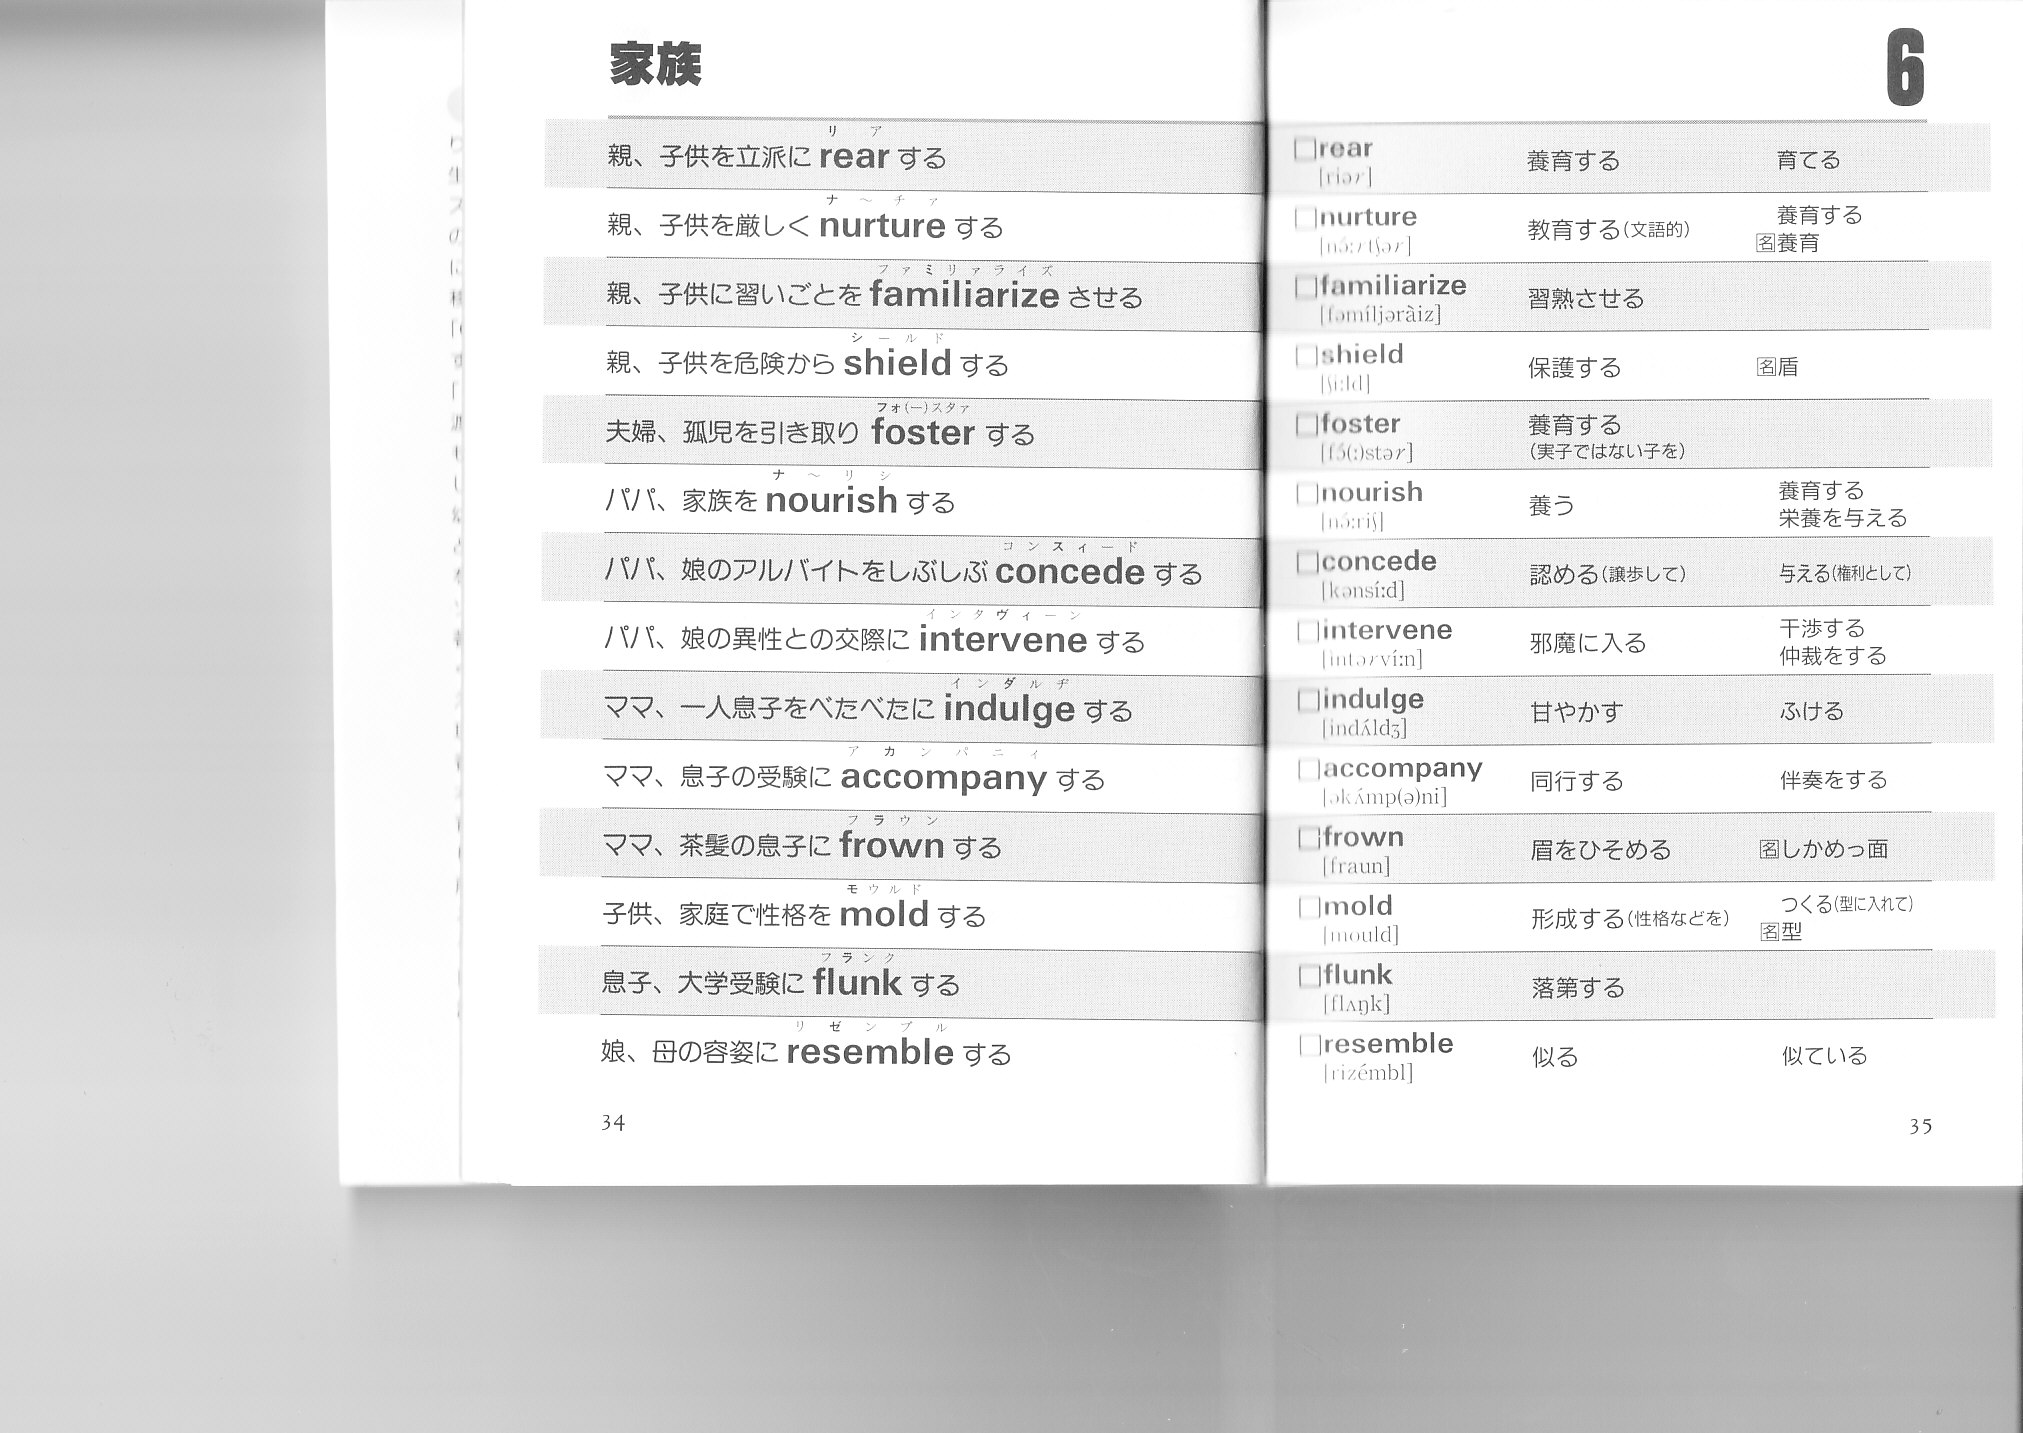 家族
リア
親、子供を立派に rear する
ナ〜チァ
親、子供を厳しく nurture する
ファミリァライズ
親、子供に習いごとを familiarize させる
シールド
親、子供を危険から shield する
フォ(ー)スタァ
夫婦、孤児を引き取り foster する
ナ〜リシ
パパ、家族を nourish する
コンスィード
パパ、娘のアルバイトをしぶしぶ concede する
インタヴィーン
パパ、娘の異性との交際に intervene する
インダルヂ
ママ、一人息子をべたべたに indulge する
アカンパニィ
ママ、息子の受験に accompany する
フラウン
ママ、茶髪の息子に frown する
モウルド
子供、家庭で性格を mold する
フランク
息子、大学受験に flunk する
リゼンブル
娘、母の容姿に resemble する
34
6
rear 養育する 育てる
[riər]
nurture 教育する(文語的) 養育する
[nə́ːrtʃər] 名養育
familiarize 習熟させる
[fəmíljəràiz]
shield 保護する 名盾
[ʃiːld]
foster 養育する
[fɔ́(ː)stər] (実子ではない子を)
nourish 養う 養育する
[nə́ːriʃ] 栄養を与える
concede 認める(譲歩して) 与える(権利として)
[kənsíːd]
intervene 邪魔に入る 干渉する
[intərvíːn] 仲裁をする
indulge 甘やかす ふける
[indʌ́ldʒ]
accompany 同行する 伴奏をする
[əkʌ́mp(ə)ni]
frown 眉をひそめる 名しかめっ面
[fraun]
mold 形成する(性格などを) つくる(型に入れて)
[mould] 名型
flunk 落第する
[flʌŋk]
resemble 似る 似ている
[rizémbl]
35